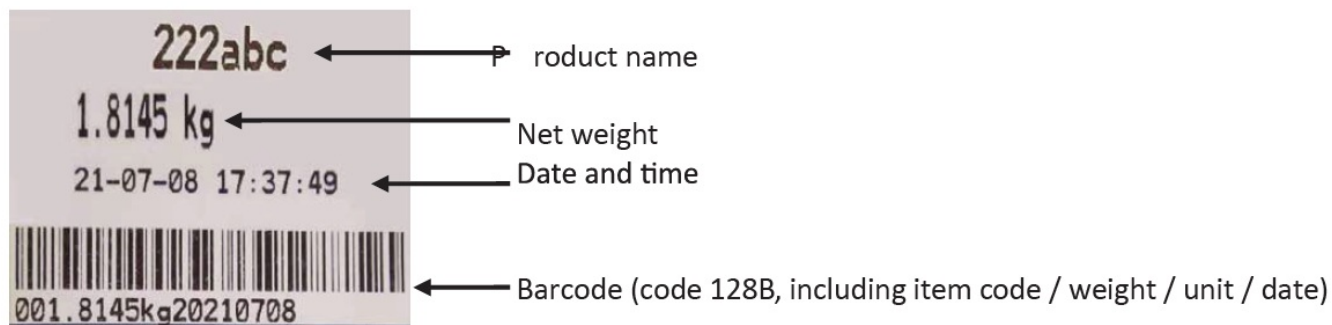 222abc
P roduct name
1.8145 kg
Net weight
21-07-08 17:37:49
Date and time
Barcode (code 128B, including item code / weight / unit / date)
001.8145kg20210708